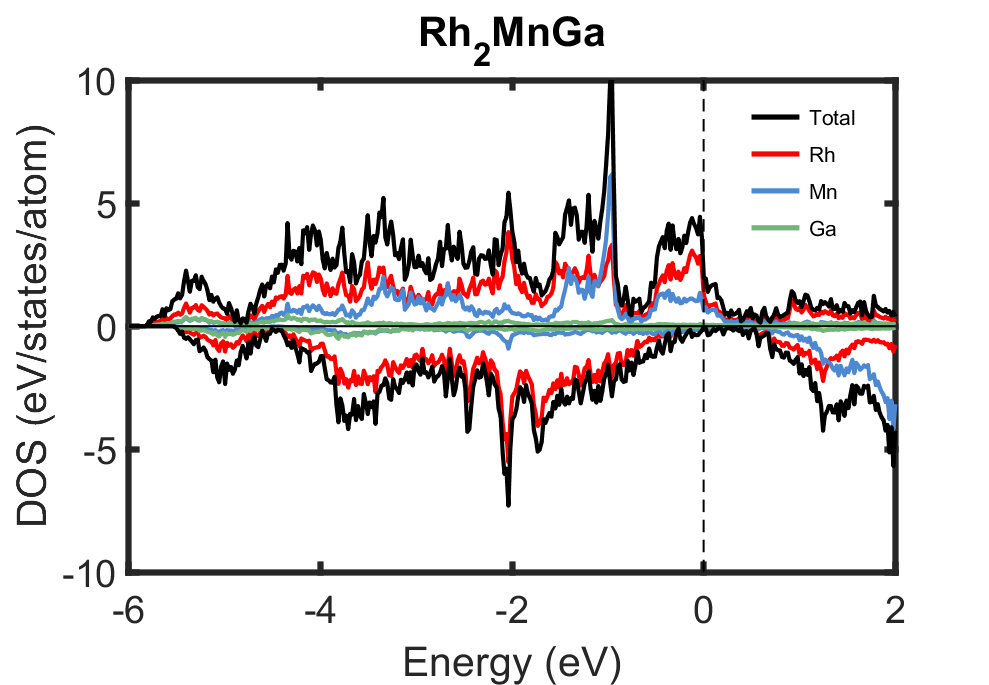 Rh2MnGa
10
5
0
-5
-10
DOS (eV/states/atom)
Total
Rh
Mn
Ga
-6 -4 -2 0 2
Energy (eV)